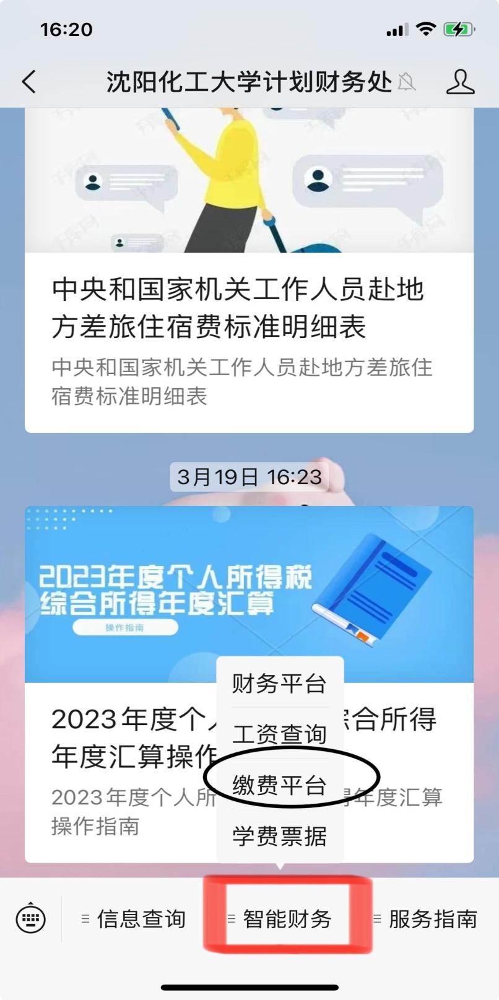 16:20
沈阳化工大学计划财务处
中央和国家机关工作人员赴地
方差旅住宿费标准明细表
中央和国家机关工作人员赴地方差旅住
宿费标准明细表
3月19日 16:23
2023年度个人所得税
综合所得年度汇算
操作指南
财务平台
2023年度个人
合所得
工资查询
年度汇算操作
缴费平台
2023年度个人所
年度汇算
操作指南
学费票据
信息查询
智能财务
服务指南